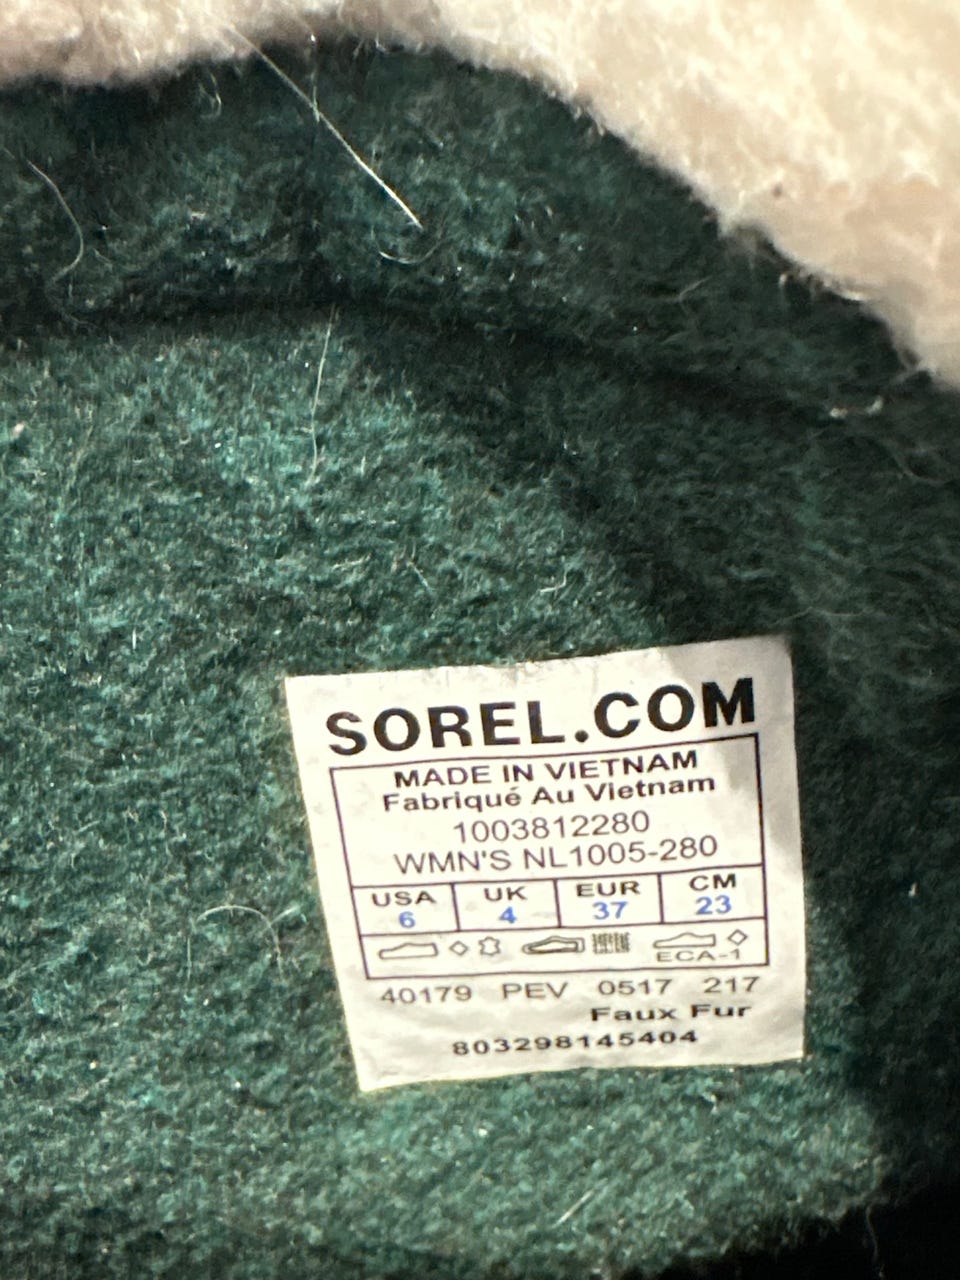 SOREL.COM
MADE IN VIETNAM
Fabriqué Au Vietnam
1003812280
WMN'S NL1005-280
USA UK EUR CM
6 4 37 23
ECA-1
40179 PEV 0517 217
Faux Fur
803298145404